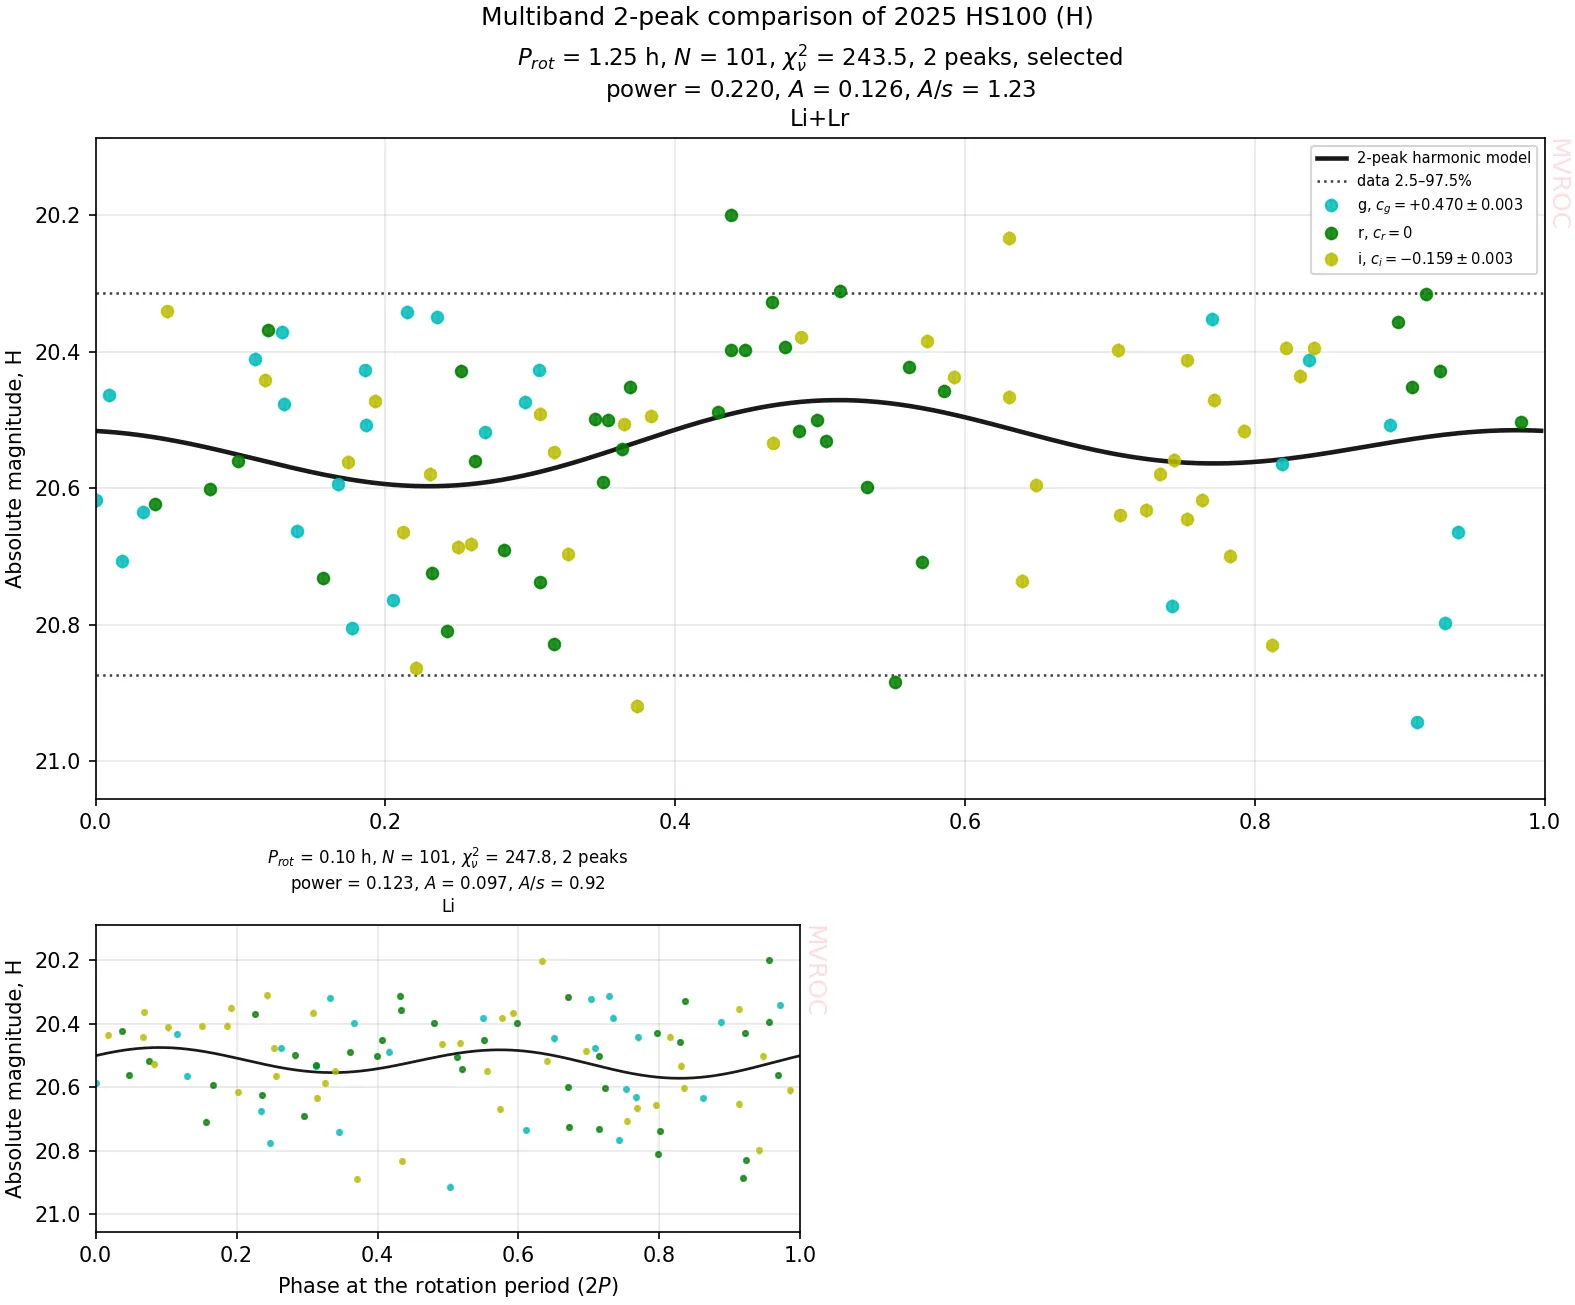 Multiband 2-peak comparison of 2025 HS100 (H)
P_rot = 1.25 h, N = 101, χ²_ν = 243.5, 2 peaks, selected
power = 0.220, A = 0.126, A/s = 1.23
Li+Lr
2-peak harmonic model
data 2.5–97.5%
g, c_g = +0.470 ± 0.003
r, c_r = 0
i, c_i = −0.159 ± 0.003
MVROC
Absolute magnitude, H
20.2
20.4
20.6
20.8
21.0
0.0 0.2 0.4 0.6 0.8 1.0
P_rot = 0.10 h, N = 101, χ²_ν = 247.8, 2 peaks
power = 0.123, A = 0.097, A/s = 0.92
Li
MVROC
Absolute magnitude, H
20.2
20.4
20.6
20.8
21.0
0.0 0.2 0.4 0.6 0.8 1.0
Phase at the rotation period (2P)